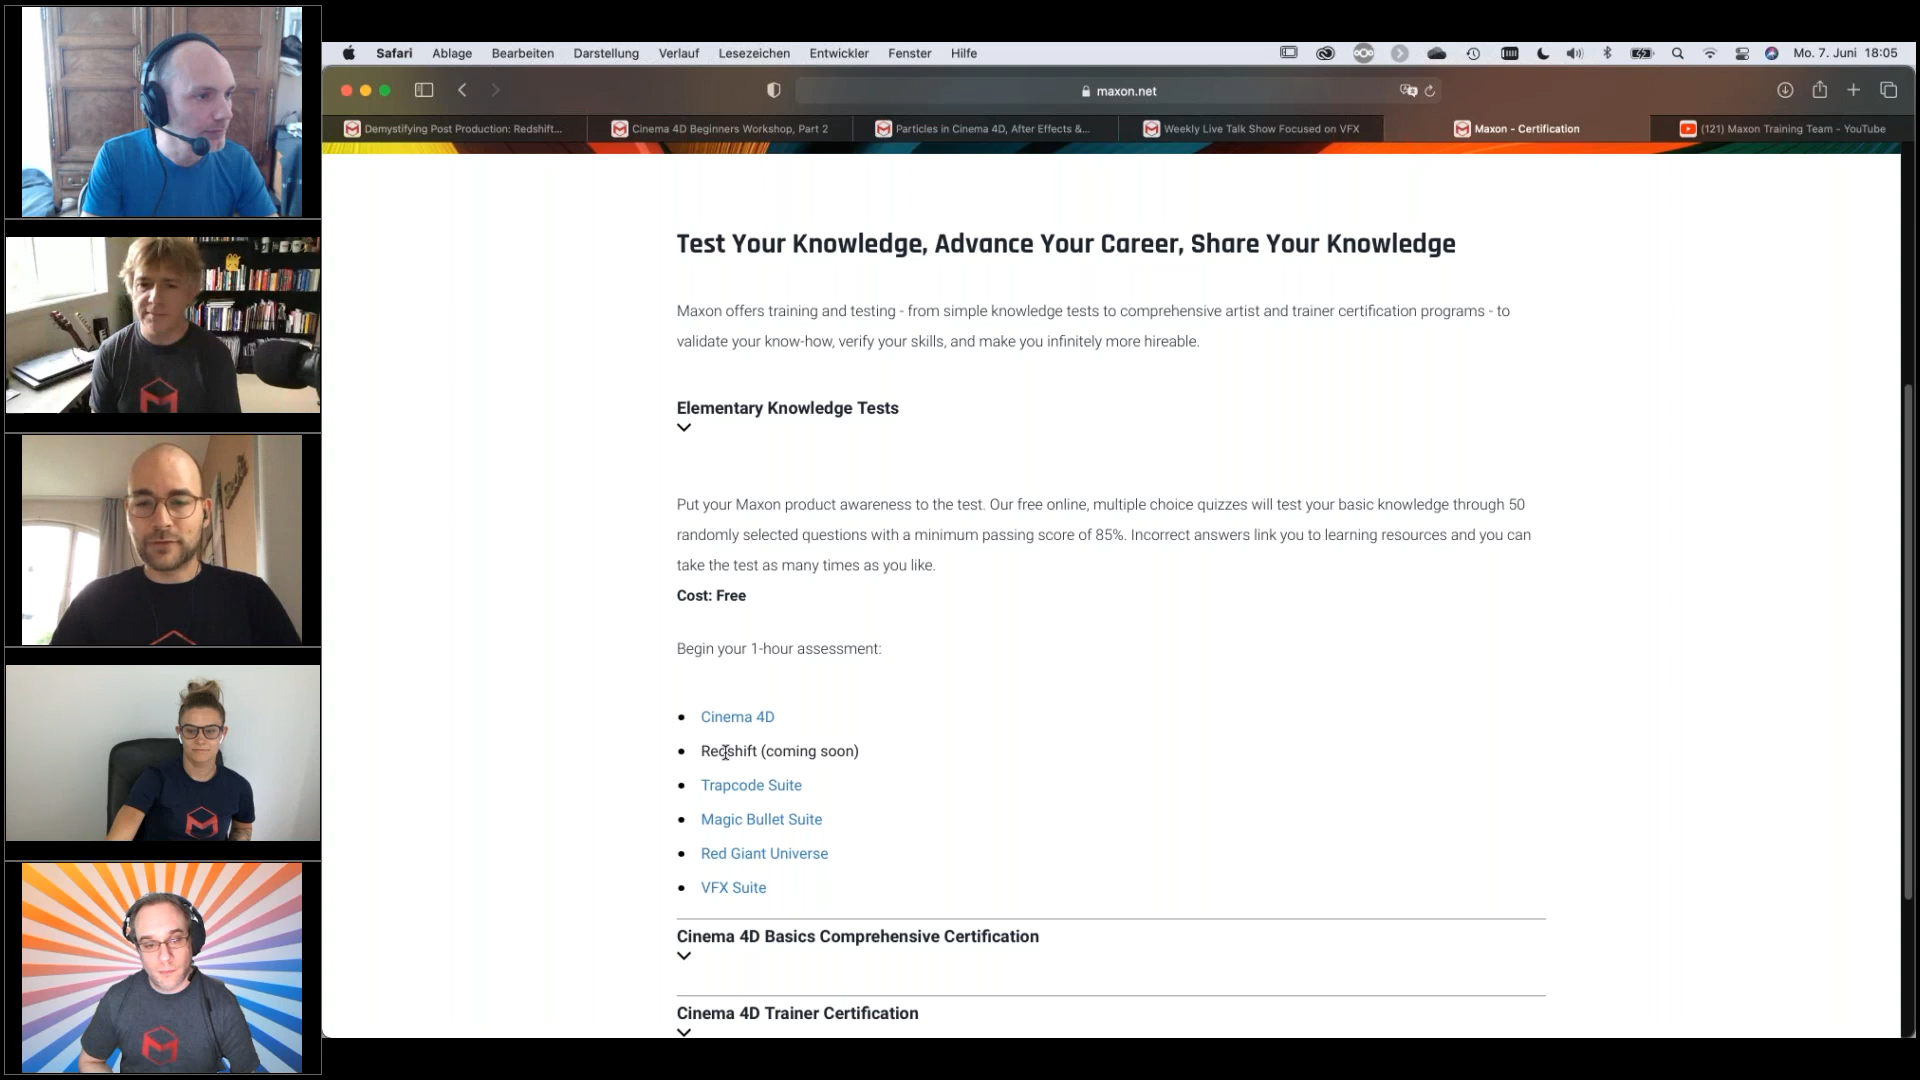 Safari Ablage Bearbeiten Darstellung Verlauf Lesezeichen Entwickler Fenster Hilfe Mo. 7. Juni 18:05
maxon.net
Demystifying Post Production: Redshift... Cinema 4D Beginners Workshop, Part 2 Particles in Cinema 4D, After Effects &... Weekly Live Talk Show Focused on VFX Maxon - Certification (121) Maxon Training Team - YouTube
Test Your Knowledge, Advance Your Career, Share Your Knowledge
Maxon offers training and testing - from simple knowledge tests to comprehensive artist and trainer certification programs - to
validate your know-how, verify your skills, and make you infinitely more hireable.
Elementary Knowledge Tests
Put your Maxon product awareness to the test. Our free online, multiple choice quizzes will test your basic knowledge through 50
randomly selected questions with a minimum passing score of 85%. Incorrect answers link you to learning resources and you can
take the test as many times as you like.
Cost: Free
Begin your 1-hour assessment:
Cinema 4D
Redshift (coming soon)
Trapcode Suite
Magic Bullet Suite
Red Giant Universe
VFX Suite
Cinema 4D Basics Comprehensive Certification
Cinema 4D Trainer Certification